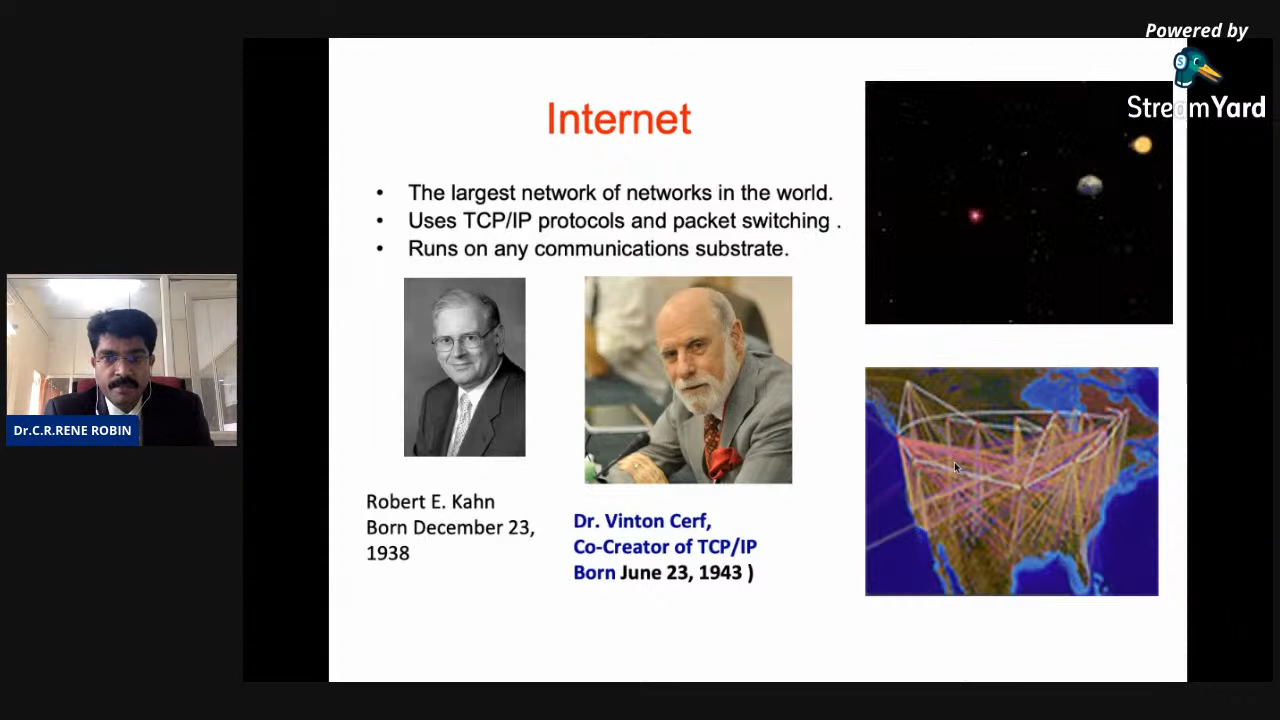 Powered by
StreamYard
Internet
• The largest network of networks in the world.
• Uses TCP/IP protocols and packet switching .
• Runs on any communications substrate.
Robert E. Kahn
Born December 23,
1938
Dr. Vinton Cerf,
Co-Creator of TCP/IP
Born June 23, 1943 )
Dr.C.R.RENE ROBIN